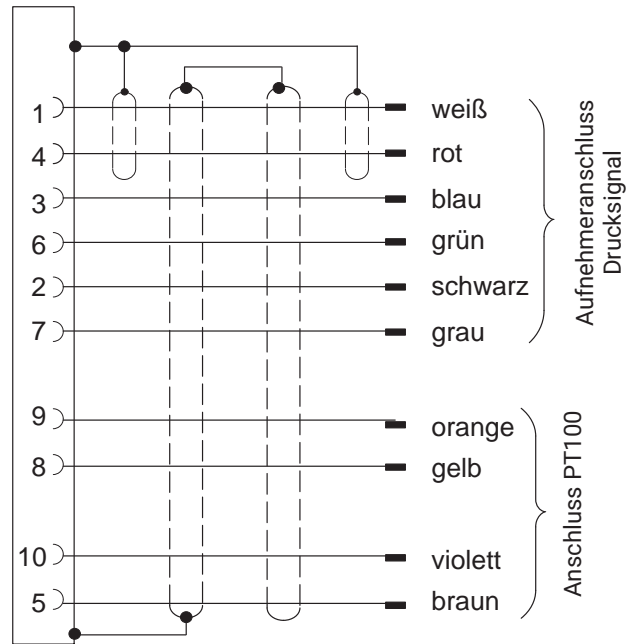 1 weiß
4 rot
3 blau
6 grün
2 schwarz
7 grau
Aufnehmeranschluss
Drucksignal
9 orange
8 gelb
10 violett
5 braun
Anschluss PT100